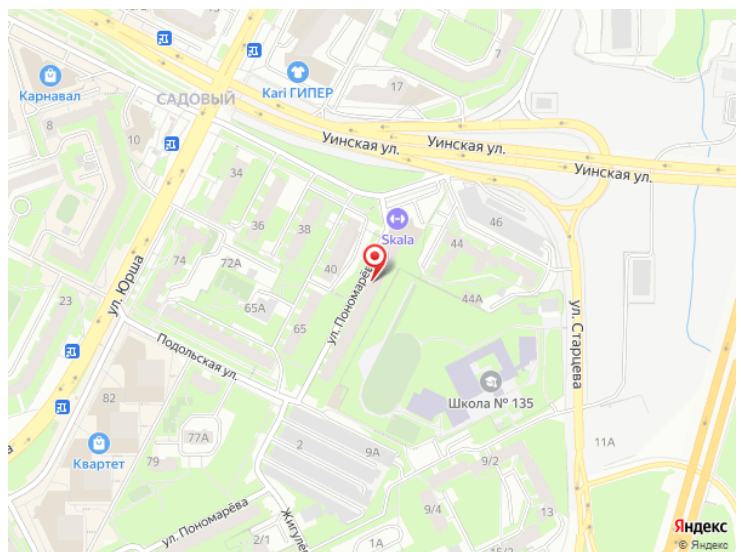 7
Карнавал
Kari ГИПЕР
17
САДОВЫЙ
8
10
Уинская ул.
Уинская ул.
Уинская ул.
34
36
38
Skala
46
44
74
72А
40
ул. Юрша
23
65А
65
ул. Пономарёва
44А
ул. Старцева
Подольская ул.
Школа № 135
82
77А
2
9А
11А
Квартет
79
9/2
ул. Пономарёва
9/4
13
2/1
1А
Яндекс
© Яндекс